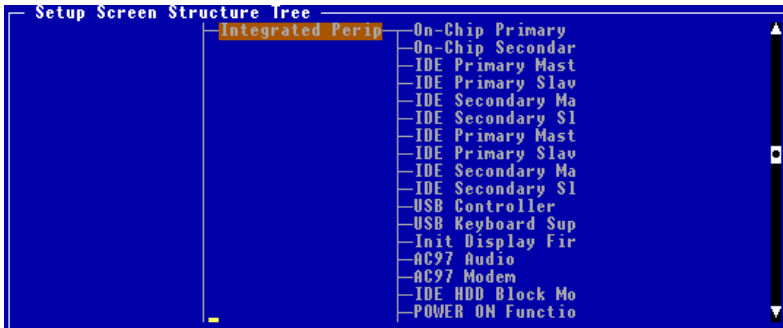 Setup Screen Structure Tree
Integrated Perip On-Chip Primary
On-Chip Secondar
IDE Primary Mast
IDE Primary Slav
IDE Secondary Ma
IDE Secondary Sl
IDE Primary Mast
IDE Primary Slav
IDE Secondary Ma
IDE Secondary Sl
USB Controller
USB Keyboard Sup
Init Display Fir
AC97 Audio
AC97 Modem
IDE HDD Block Mo
POWER ON Functio